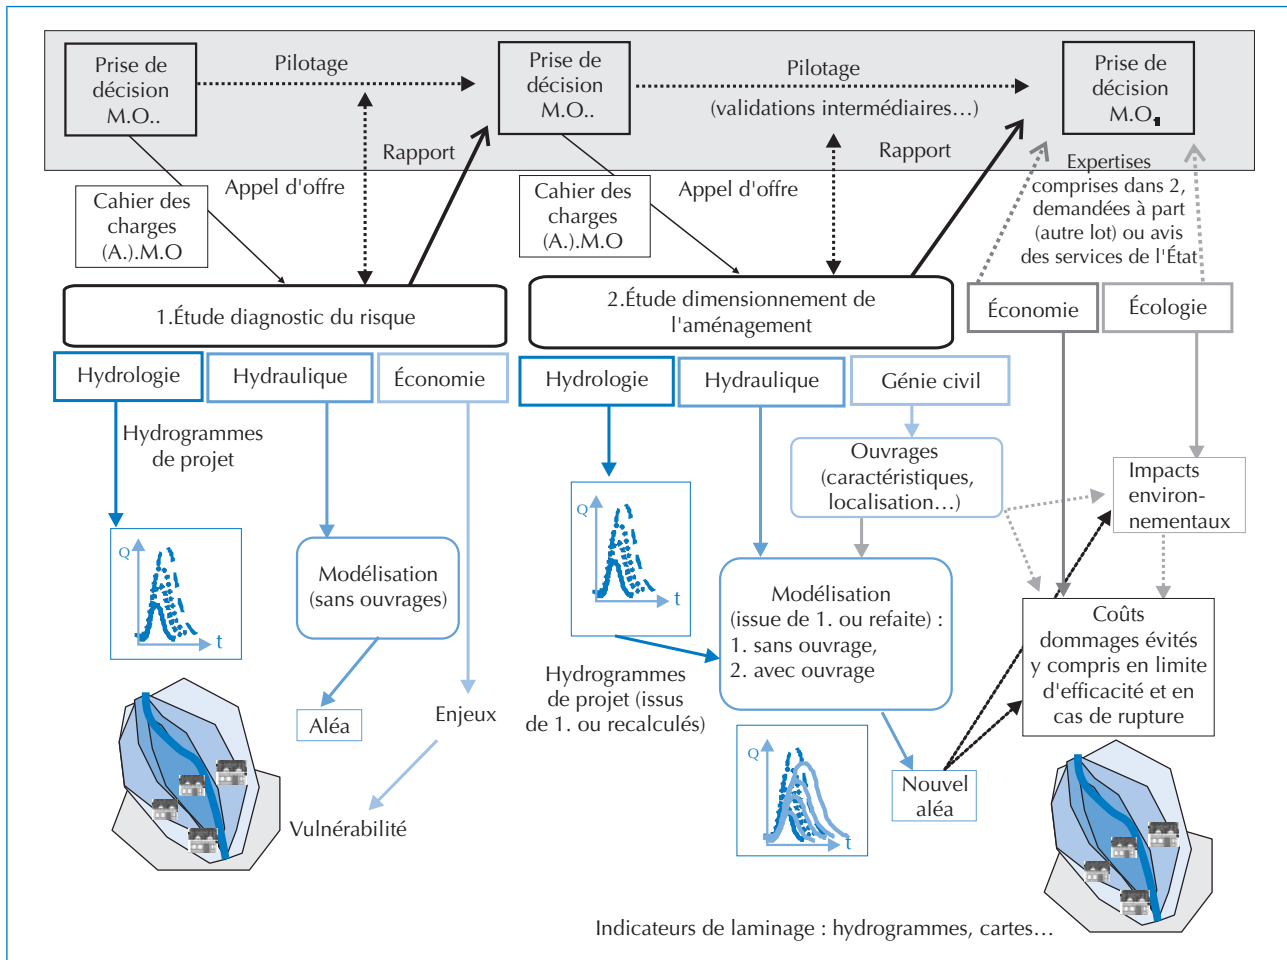 Prise de
décision
M.O..
Pilotage
Prise de
décision
M.O..
Pilotage
(validations intermédiaires…)
Prise de
décision
M.O.
Rapport
Appel d'offre
Cahier des
charges
(A.).M.O
Rapport
Appel d'offre
Cahier des
charges
(A.).M.O
Expertises
comprises dans 2,
demandées à part
(autre lot) ou avis
des services de l'État
1.Étude diagnostic du risque
2.Étude dimensionnement de
l'aménagement
Économie
Écologie
Hydrologie
Hydraulique
Économie
Hydrologie
Hydraulique
Génie civil
Hydrogrammes
de projet
Ouvrages
(caractéristiques,
localisation…)
Impacts
environ-
nementaux
Q
t
Modélisation
(sans ouvrages)
Q
t
Modélisation
(issue de 1. ou refaite) :
1. sans ouvrage,
2. avec ouvrage
Coûts
dommages évités
y compris en limite
d'efficacité et en
cas de rupture
Hydrogrammes
de projet (issus
de 1. ou recalculés)
Aléa
Enjeux
Vulnérabilité
Q
t
Nouvel
aléa
Indicateurs de laminage : hydrogrammes, cartes…